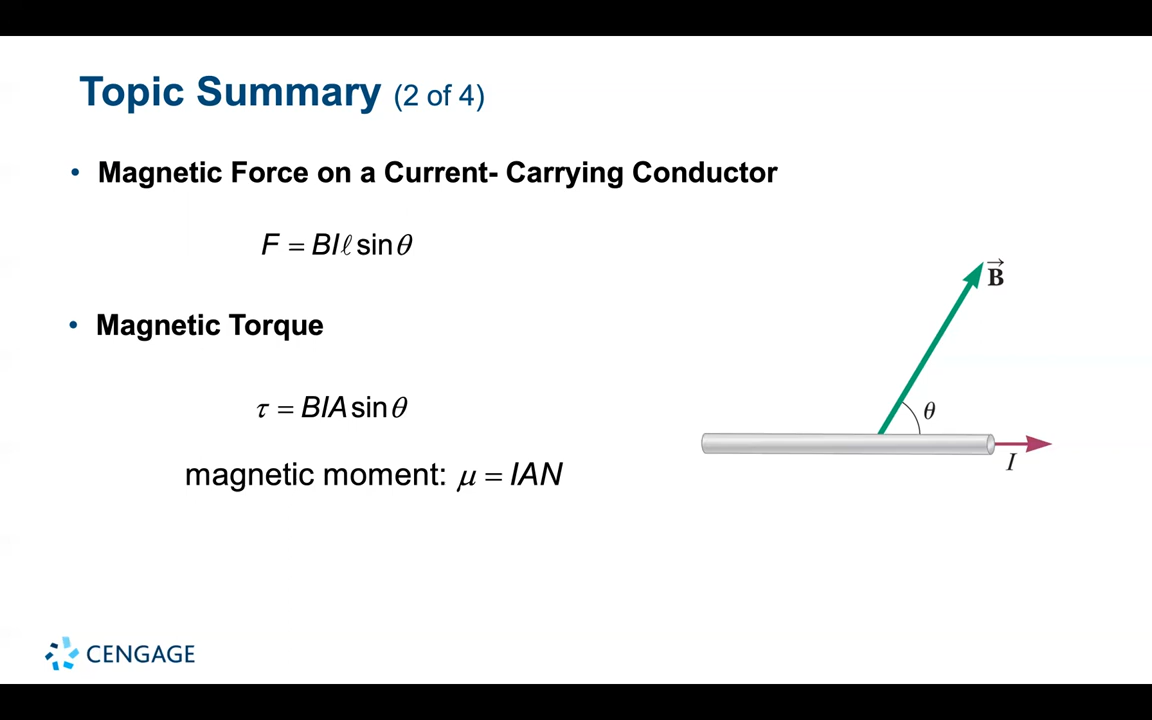 Topic Summary (2 of 4)
• Magnetic Force on a Current- Carrying Conductor
F = BIℓ sin θ
• Magnetic Torque
τ = BIA sin θ
magnetic moment: μ = IAN
B⃗
θ
I
CENGAGE